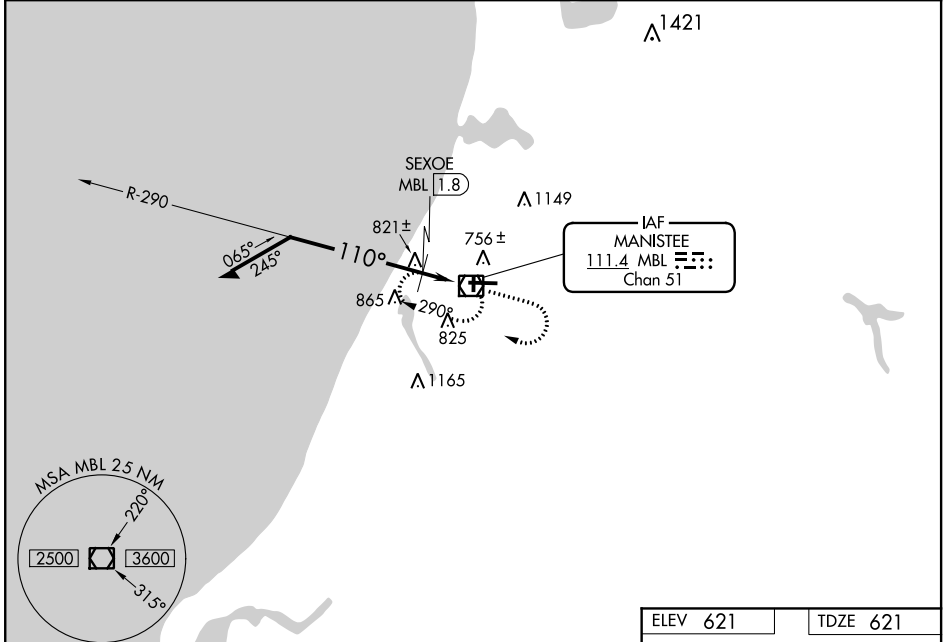 1421
SEXOE
MBL 1.8
R-290
1149
821±
756±
IAF
MANISTEE
111.4 MBL
Chan 51
065°
245°
110°
865
290°
825
1165
MSA MBL 25 NM
220°
2500
3600
315°
ELEV 621
TDZE 621